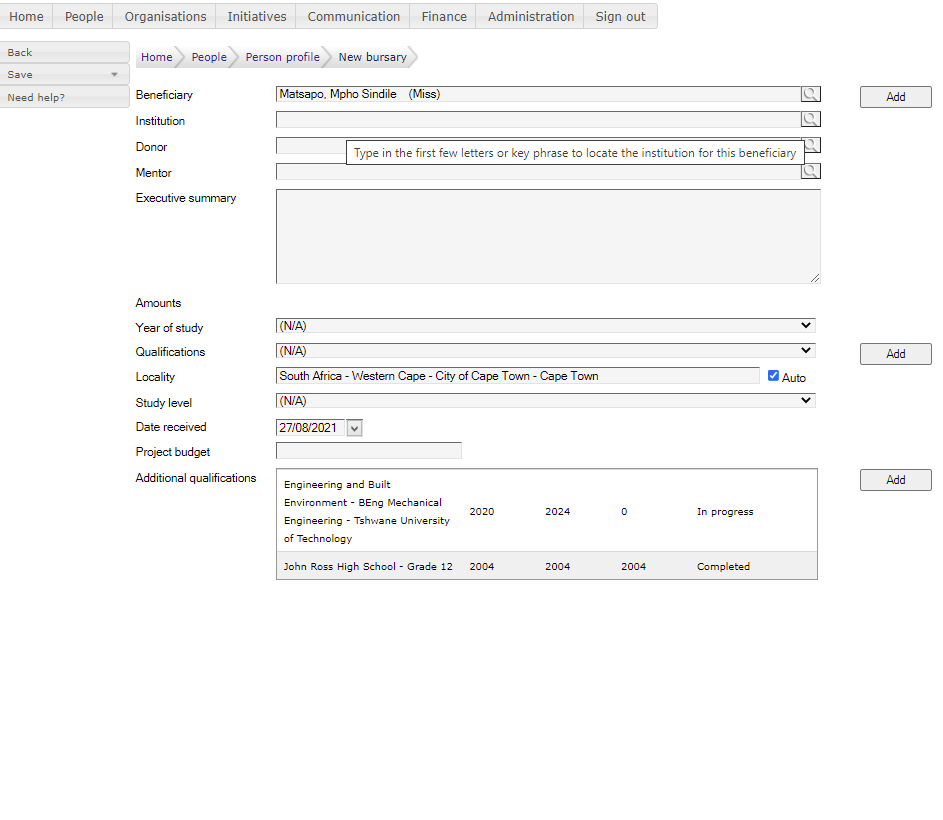 Home People Organisations Initiatives Communication Finance Administration Sign out
Back
Save
Need help?
Home People Person profile New bursary
Beneficiary Matsapo, Mpho Sindile (Miss) Add
Institution
Donor
Type in the first few letters or key phrase to locate the institution for this beneficiary
Mentor
Executive summary
Amounts
Year of study (N/A)
Qualifications (N/A) Add
Locality South Africa - Western Cape - City of Cape Town - Cape Town Auto
Study level (N/A)
Date received 27/08/2021
Project budget
Additional qualifications Add
Engineering and Built
Environment - BEng Mechanical
Engineering - Tshwane University
of Technology
2020 2024 0 In progress
John Ross High School - Grade 12 2004 2004 2004 Completed